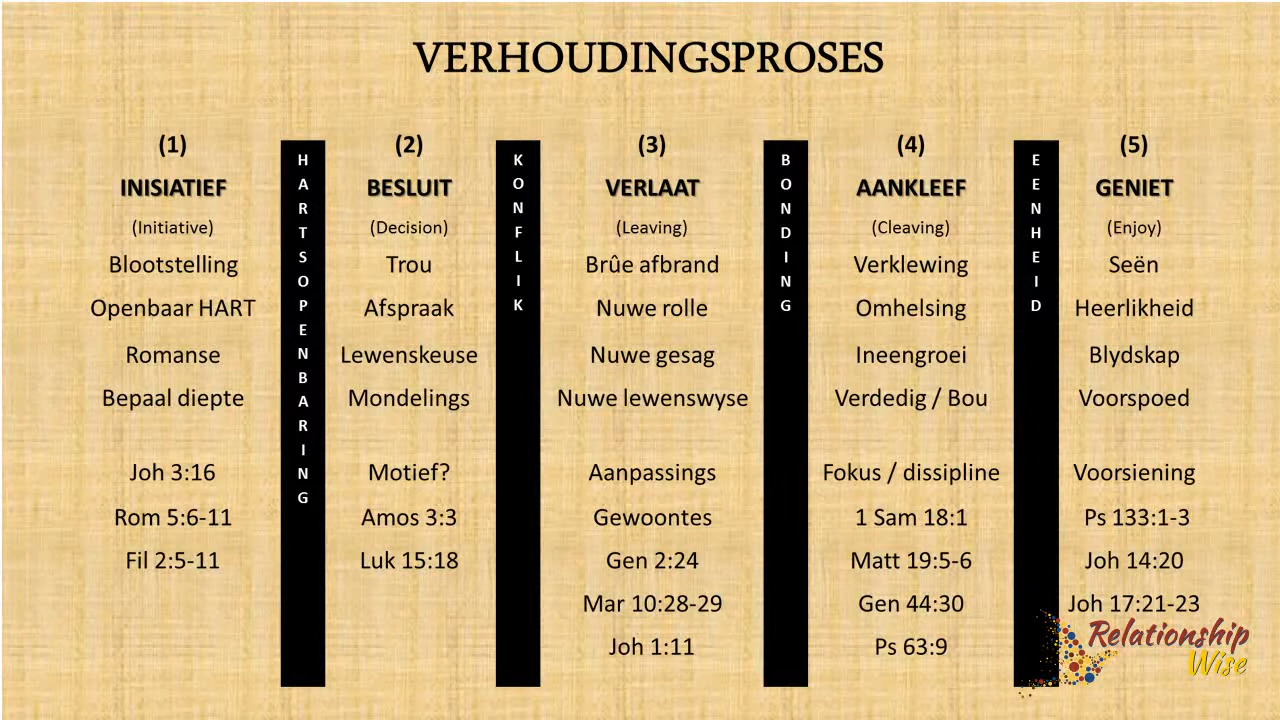 VERHOUDINGSPROSES
(1)
INISIATIEF
(Initiative)
Blootstelling
Openbaar HART
Romanse
Bepaal diepte
Joh 3:16
Rom 5:6-11
Fil 2:5-11
HARTSOPENBARING
(2)
BESLUIT
(Decision)
Trou
Afspraak
Lewenskeuse
Mondelings
Motief?
Amos 3:3
Luk 15:18
KONFLIK
(3)
VERLAAT
(Leaving)
Brûe afbrand
Nuwe rolle
Nuwe gesag
Nuwe lewenswyse
Aanpassings
Gewoontes
Gen 2:24
Mar 10:28-29
Joh 1:11
BONDING
(4)
AANKLEEF
(Cleaving)
Verklewing
Omhelsing
Ineengroei
Verdedig / Bou
Fokus / dissipline
1 Sam 18:1
Matt 19:5-6
Gen 44:30
Ps 63:9
EENHEID
(5)
GENIET
(Enjoy)
Seën
Heerlikheid
Blydskap
Voorspoed
Voorsiening
Ps 133:1-3
Joh 14:20
Joh 17:21-23
Relationship
Wise